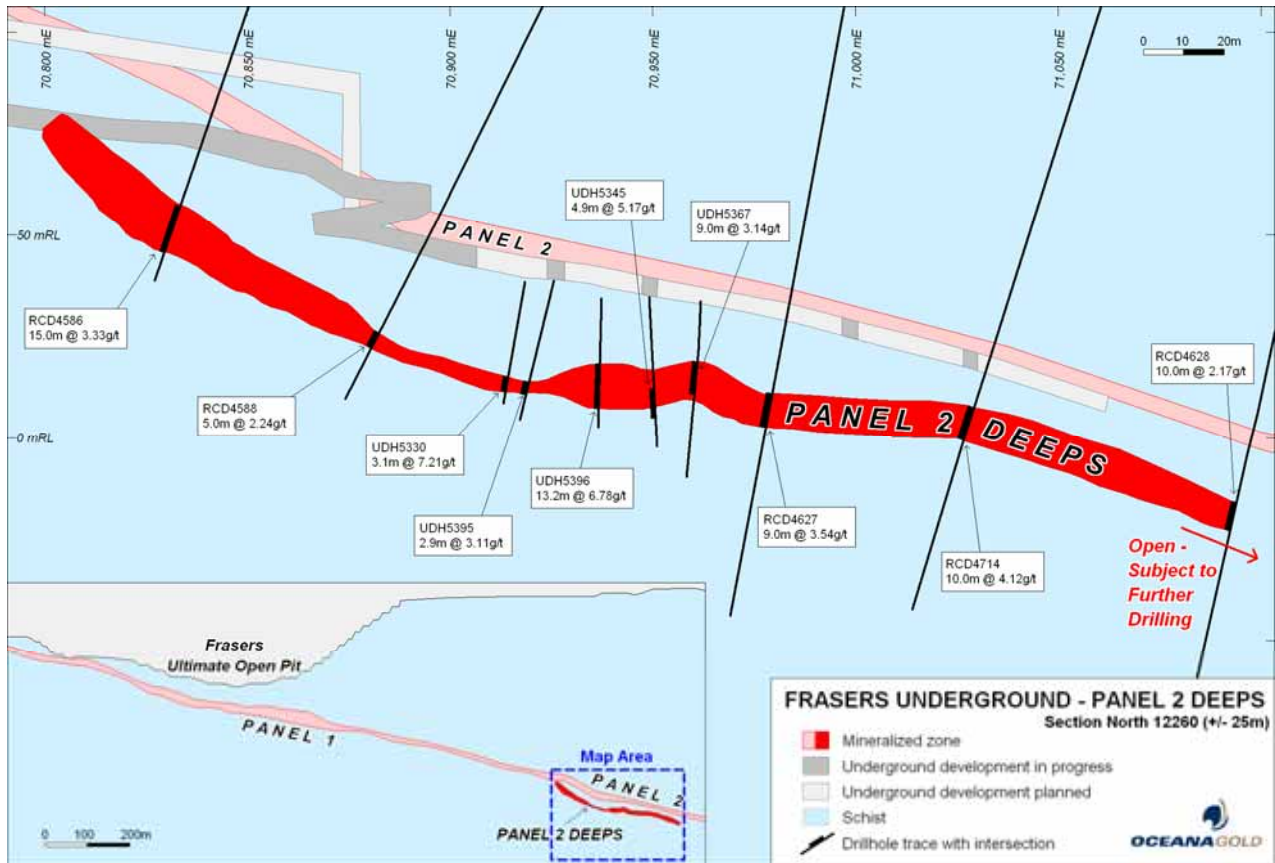 70,800 mE
70,850 mE
70,900 mE
70,950 mE
71,000 mE
71,050 mE
0 10 20m
UDH5345
4.9m @ 5.17g/t
UDH5367
9.0m @ 3.14g/t
PANEL 2
50 mRL
RCD4586
15.0m @ 3.33g/t
RCD4628
10.0m @ 2.17g/t
RCD4588
5.0m @ 2.24g/t
PANEL 2 DEEPS
0 mRL
UDH5330
3.1m @ 7.21g/t
UDH5396
13.2m @ 6.78g/t
UDH5395
2.9m @ 3.11g/t
RCD4627
9.0m @ 3.54g/t
RCD4714
10.0m @ 4.12g/t
Open -
Subject to
Further
Drilling
Frasers
Ultimate Open Pit
PANEL 1
Map Area
PANEL 2
PANEL 2 DEEPS
0 100 200m
FRASERS UNDERGROUND - PANEL 2 DEEPS
Section North 12260 (+/- 25m)
Mineralized zone
Underground development in progress
Underground development planned
Schist
Drillhole trace with intersection
OCEANAGOLD